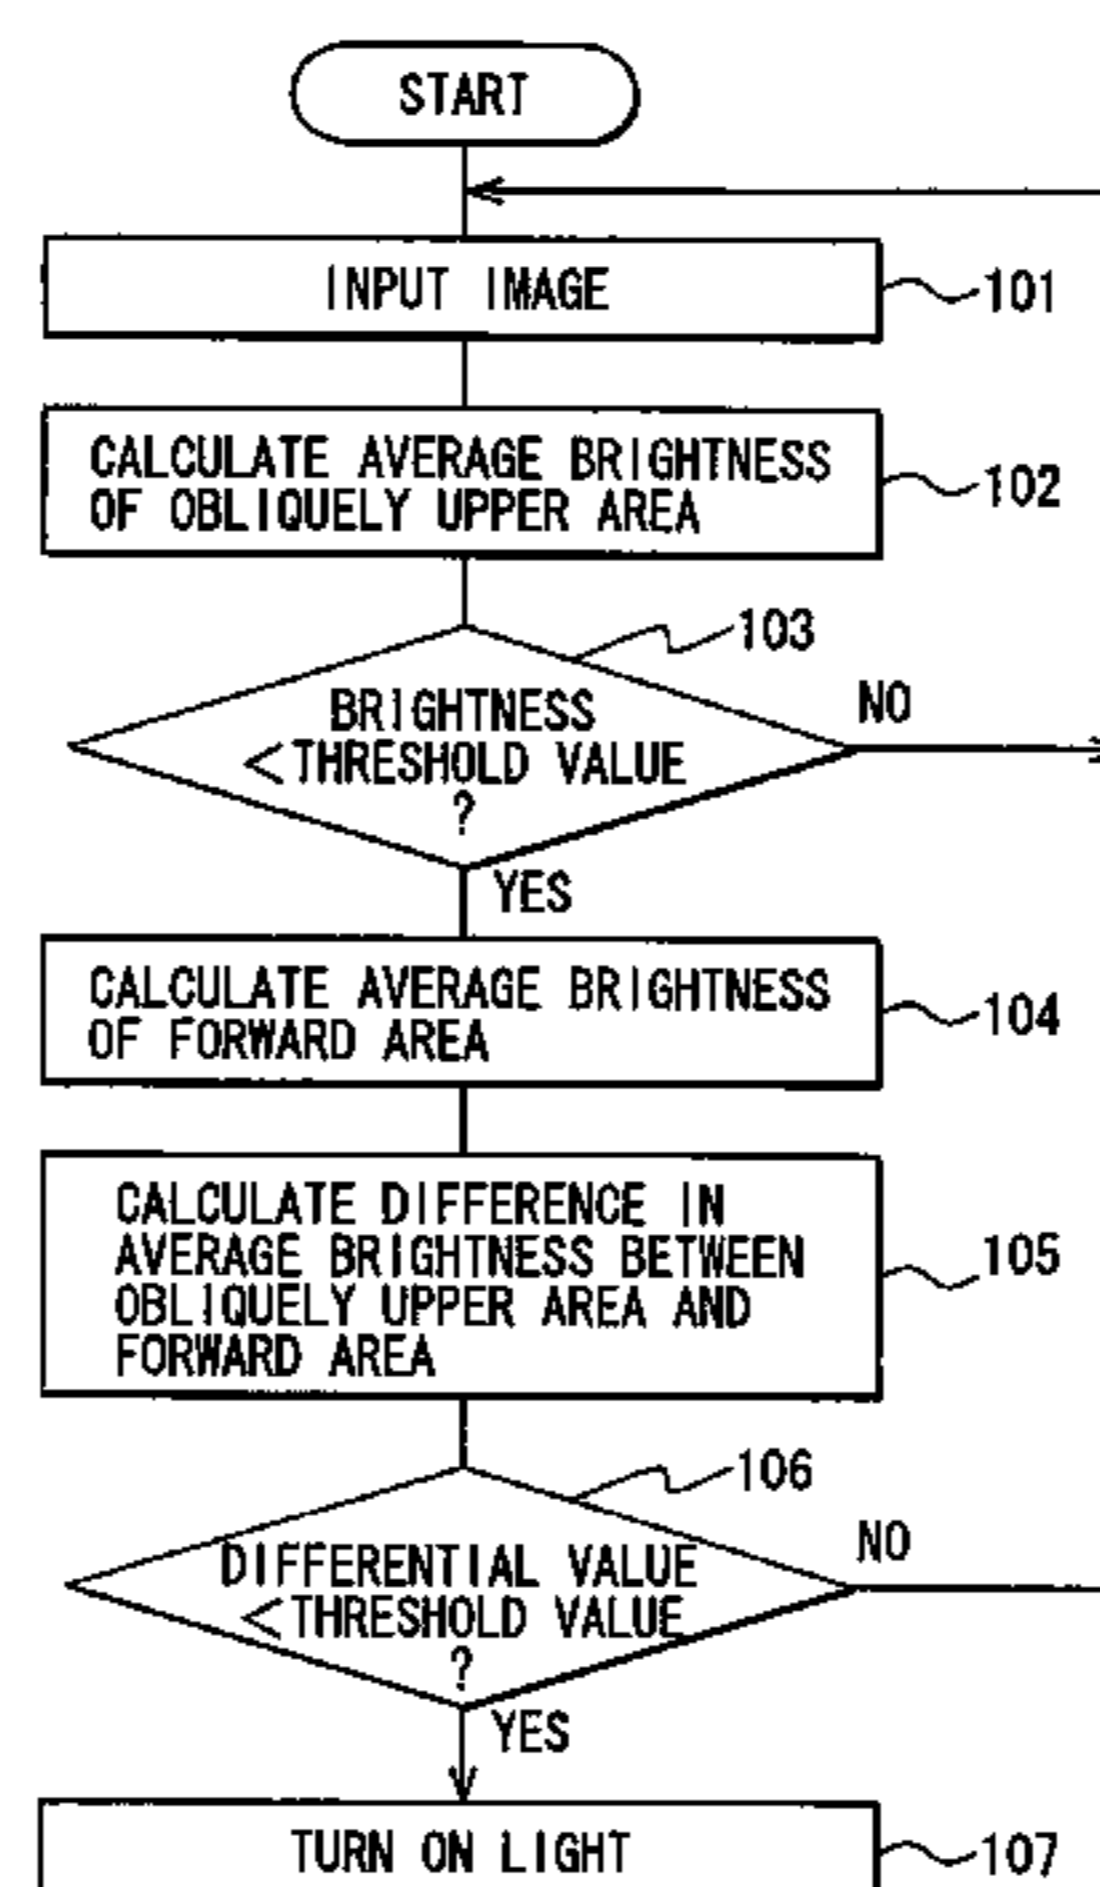 START
INPUT IMAGE
101
CALCULATE AVERAGE BRIGHTNESS
OF OBLIQUELY UPPER AREA
102
103
BRIGHTNESS
<THRESHOLD VALUE
?
NO
YES
CALCULATE AVERAGE BRIGHTNESS
OF FORWARD AREA
104
CALCULATE DIFFERENCE IN
AVERAGE BRIGHTNESS BETWEEN
OBLIQUELY UPPER AREA AND
FORWARD AREA
105
106
DIFFERENTIAL VALUE
<THRESHOLD VALUE
?
NO
YES
TURN ON LIGHT
107